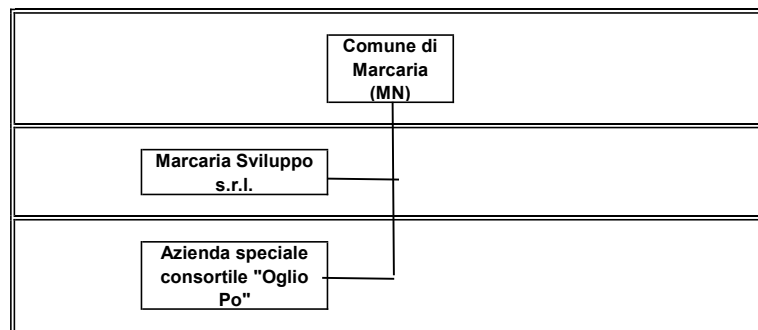 Comune di
Marcaria
(MN)
Marcaria Sviluppo
s.r.l.
Azienda speciale
consortile "Oglio
Po"